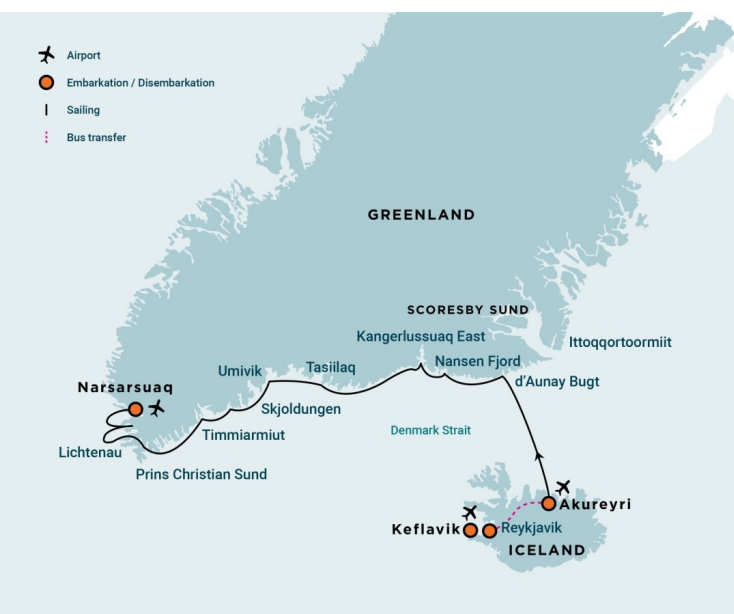 Airport
Embarkation / Disembarkation
Sailing
Bus transfer
GREENLAND
SCORESBY SUND
Kangerlussuaq East
Ittoqqortoormiit
Nansen Fjord
Tasiilaq
Umivik
d'Aunay Bugt
Narsarsuaq
Skjoldungen
Timmiarmiut
Denmark Strait
Lichtenau
Prins Christian Sund
Akureyri
Keflavik
Reykjavik
ICELAND